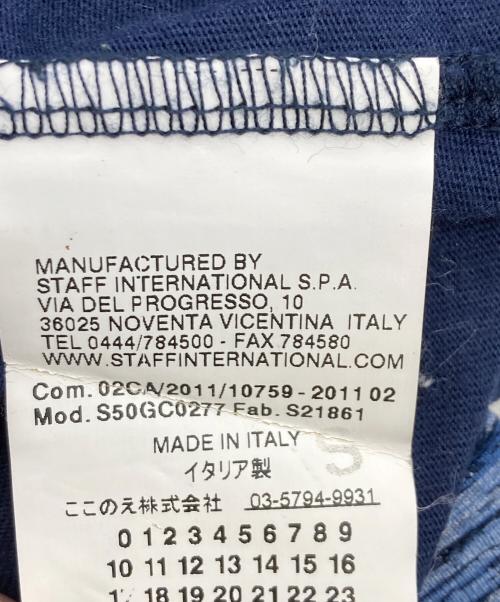 MANUFACTURED BY
STAFF INTERNATIONAL S.P.A.
VIA DEL PROGRESSO, 10
36025 NOVENTA VICENTINA ITALY
TEL 0444/784500 - FAX 784580
WWW.STAFFINTERNATIONAL.COM
Com. 02CA/2011/10759 - 2011 02
Mod. S50GC0277 Fab. S21861
MADE IN ITALY S
イタリア製
ここのえ株式会社 03-5794-9931
0 1 2 3 4 5 6 7 8 9
10 11 12 13 14 15 16
17 18 19 20 21 22 23